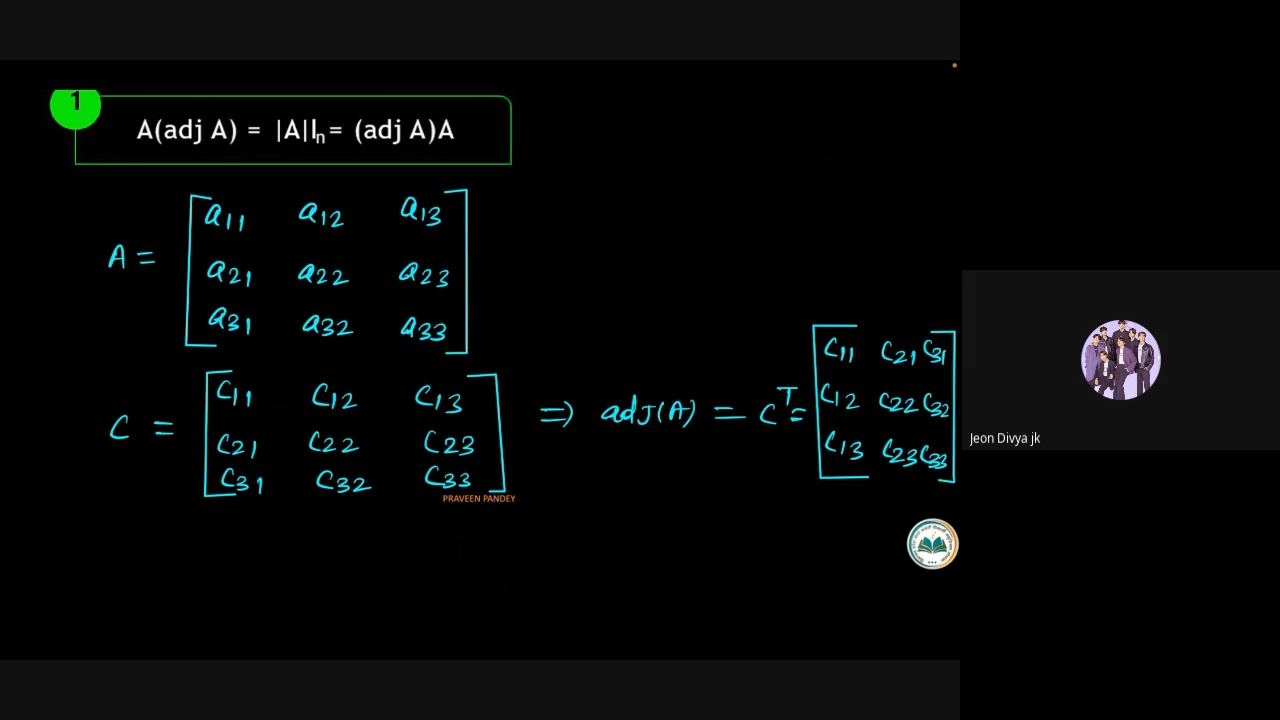 1
A(adj A) = |A|Iₙ = (adj A)A
A = [a₁₁ a₁₂ a₁₃
a₂₁ a₂₂ a₂₃
a₃₁ a₃₂ a₃₃]
C = [C₁₁ C₁₂ C₁₃
C₂₁ C₂₂ C₂₃
C₃₁ C₃₂ C₃₃]
⇒ adj(A) = Cᵀ = [C₁₁ C₂₁ C₃₁
C₁₂ C₂₂ C₃₂
C₁₃ C₂₃ C₃₃]
PRAVEEN PANDEY
Jeon Divya jk